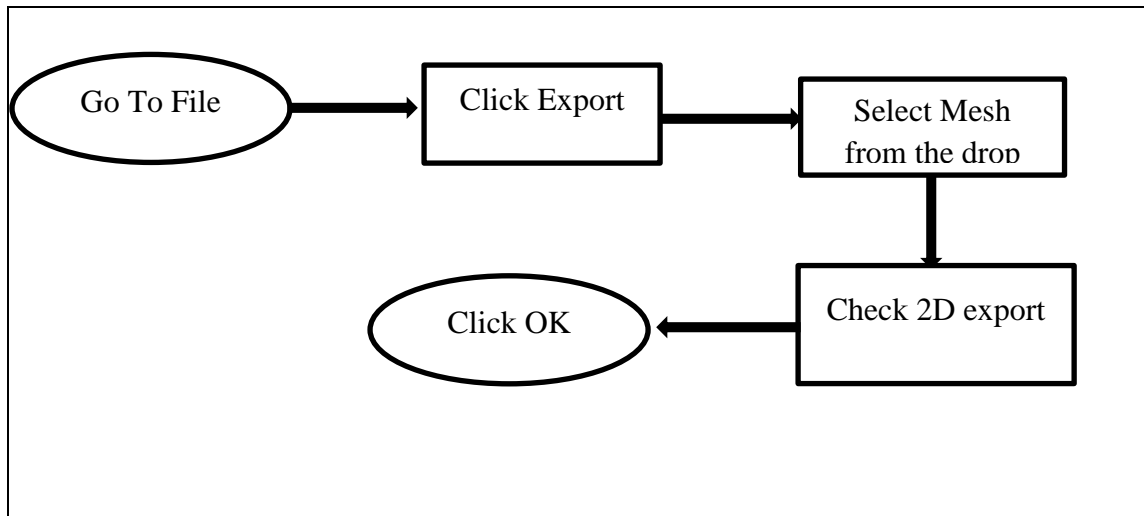 Go To File
Click Export
Select Mesh
from the drop
Check 2D export
Click OK